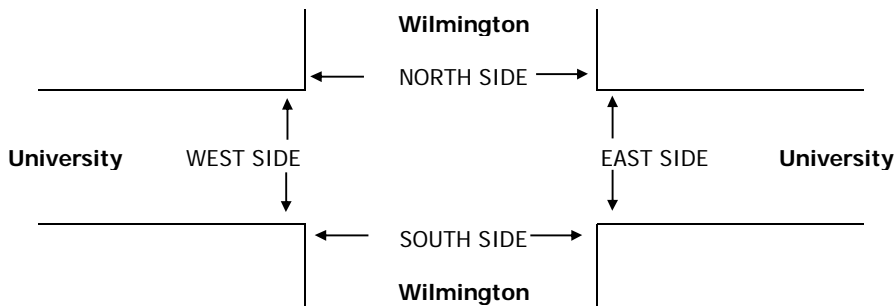 Wilmington
NORTH SIDE
University WEST SIDE EAST SIDE University
SOUTH SIDE
Wilmington